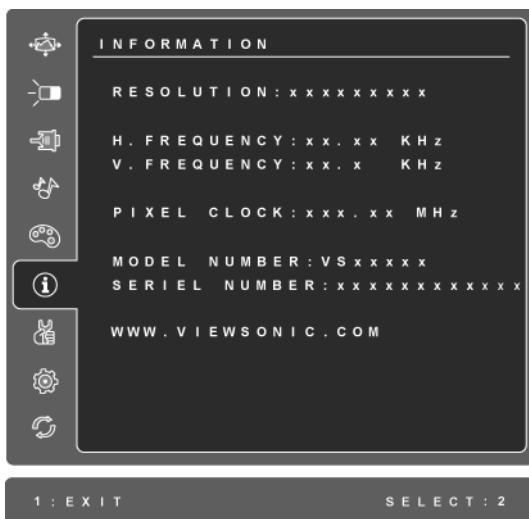 INFORMATION
RESOLUTION:xxxxxxxxx
H.FREQUENCY:xx.xx KHz
V.FREQUENCY:xx.x KHz
PIXEL CLOCK:xxx.xx MHz
MODEL NUMBER:VSxxxxx
SERIEL NUMBER:xxxxxxxxxxxx
WWW.VIEWSONIC.COM
1:EXIT SELECT:2